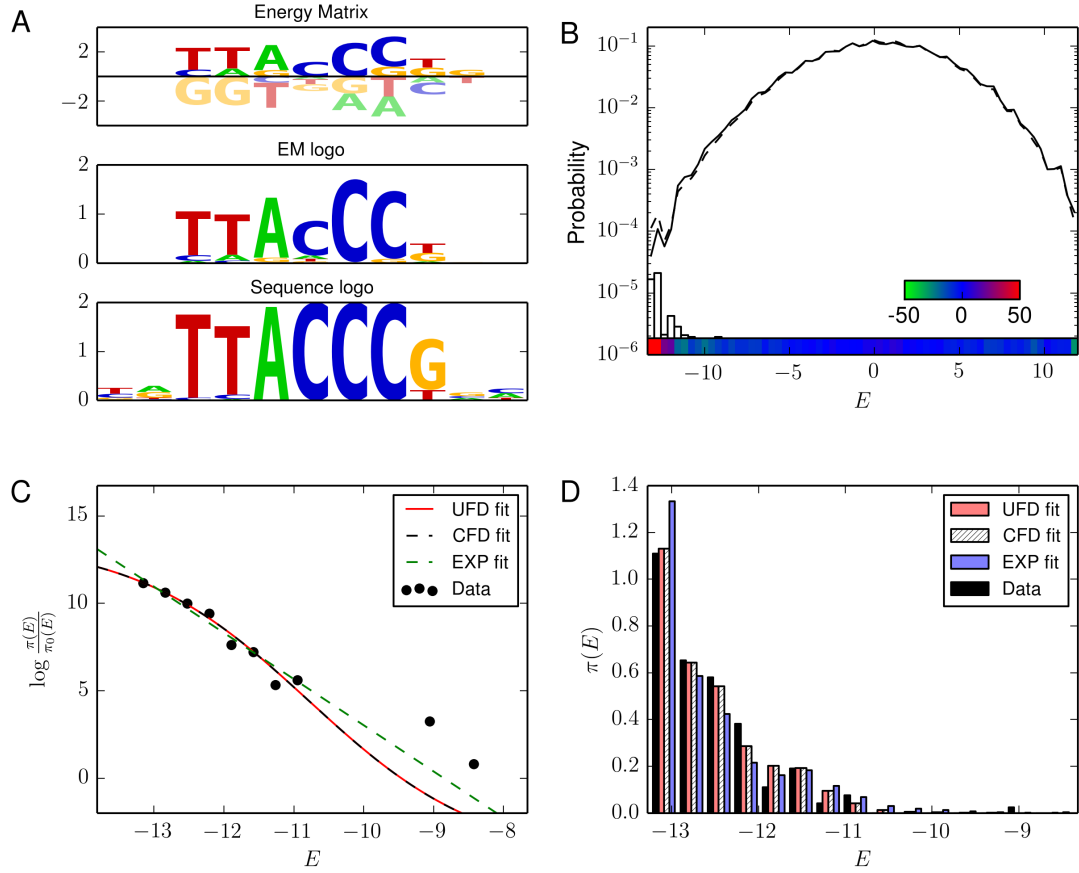 A
Energy Matrix
2
−2
EM logo
2
1
0
Sequence logo
2
1
0
B
Probability
10⁻¹
10⁻²
10⁻³
10⁻⁴
10⁻⁵
10⁻⁶
-50 0 50
−10 −5 0 5 10
E
C
15
10
5
0
log π(E)/π₀(E)
UFD fit
CFD fit
EXP fit
Data
−13 −12 −11 −10 −9 −8
E
D
1.4
1.2
1.0
0.8
0.6
0.4
0.2
0.0
π(E)
UFD fit
CFD fit
EXP fit
Data
−13 −12 −11 −10 −9
E